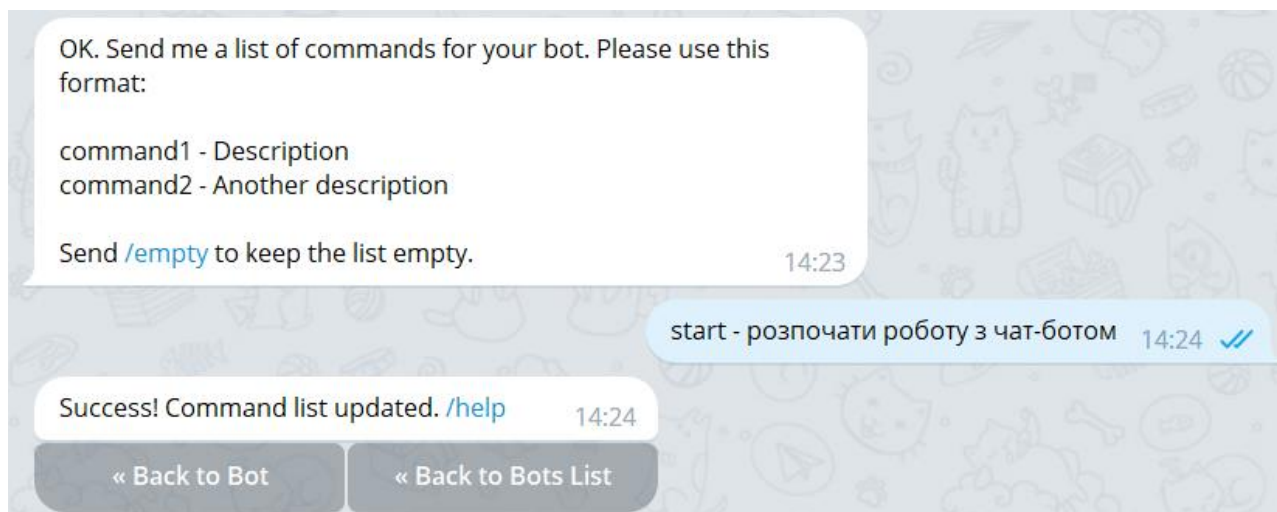 OK. Send me a list of commands for your bot. Please use this
format:
command1 - Description
command2 - Another description
Send /empty to keep the list empty.
14:23
start - розпочати роботу з чат-ботом
14:24
Success! Command list updated. /help
14:24
« Back to Bot
« Back to Bots List